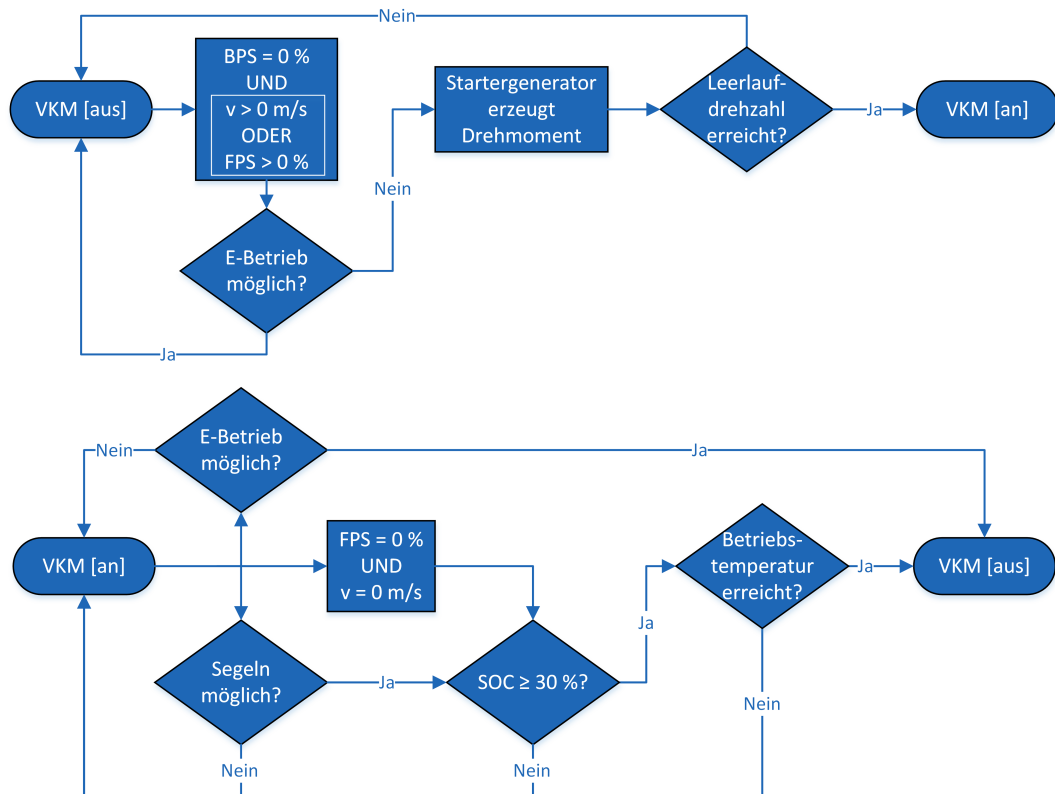 Nein
VKM [aus]
BPS = 0 %
UND
v > 0 m/s
ODER
FPS > 0 %
Startergenerator
erzeugt
Drehmoment
Leerlauf-
drehzahl
erreicht?
Ja
VKM [an]
Nein
E-Betrieb
möglich?
Ja
Nein
E-Betrieb
möglich?
Ja
VKM [an]
FPS = 0 %
UND
v = 0 m/s
Betriebs-
temperatur
erreicht?
Ja
VKM [aus]
Ja
Segeln
möglich?
Ja
SOC ≥ 30 %?
Nein
Nein
Nein